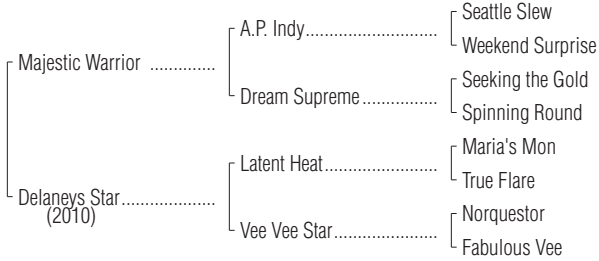 Seattle Slew
A.P. Indy..............................
Weekend Surprise
Majestic Warrior ..............
Seeking the Gold
Dream Supreme................
Spinning Round
Maria's Mon
Latent Heat........................
True Flare
Delaneys Star....................
(2010)
Norquestor
Vee Vee Star......................
Fabulous Vee